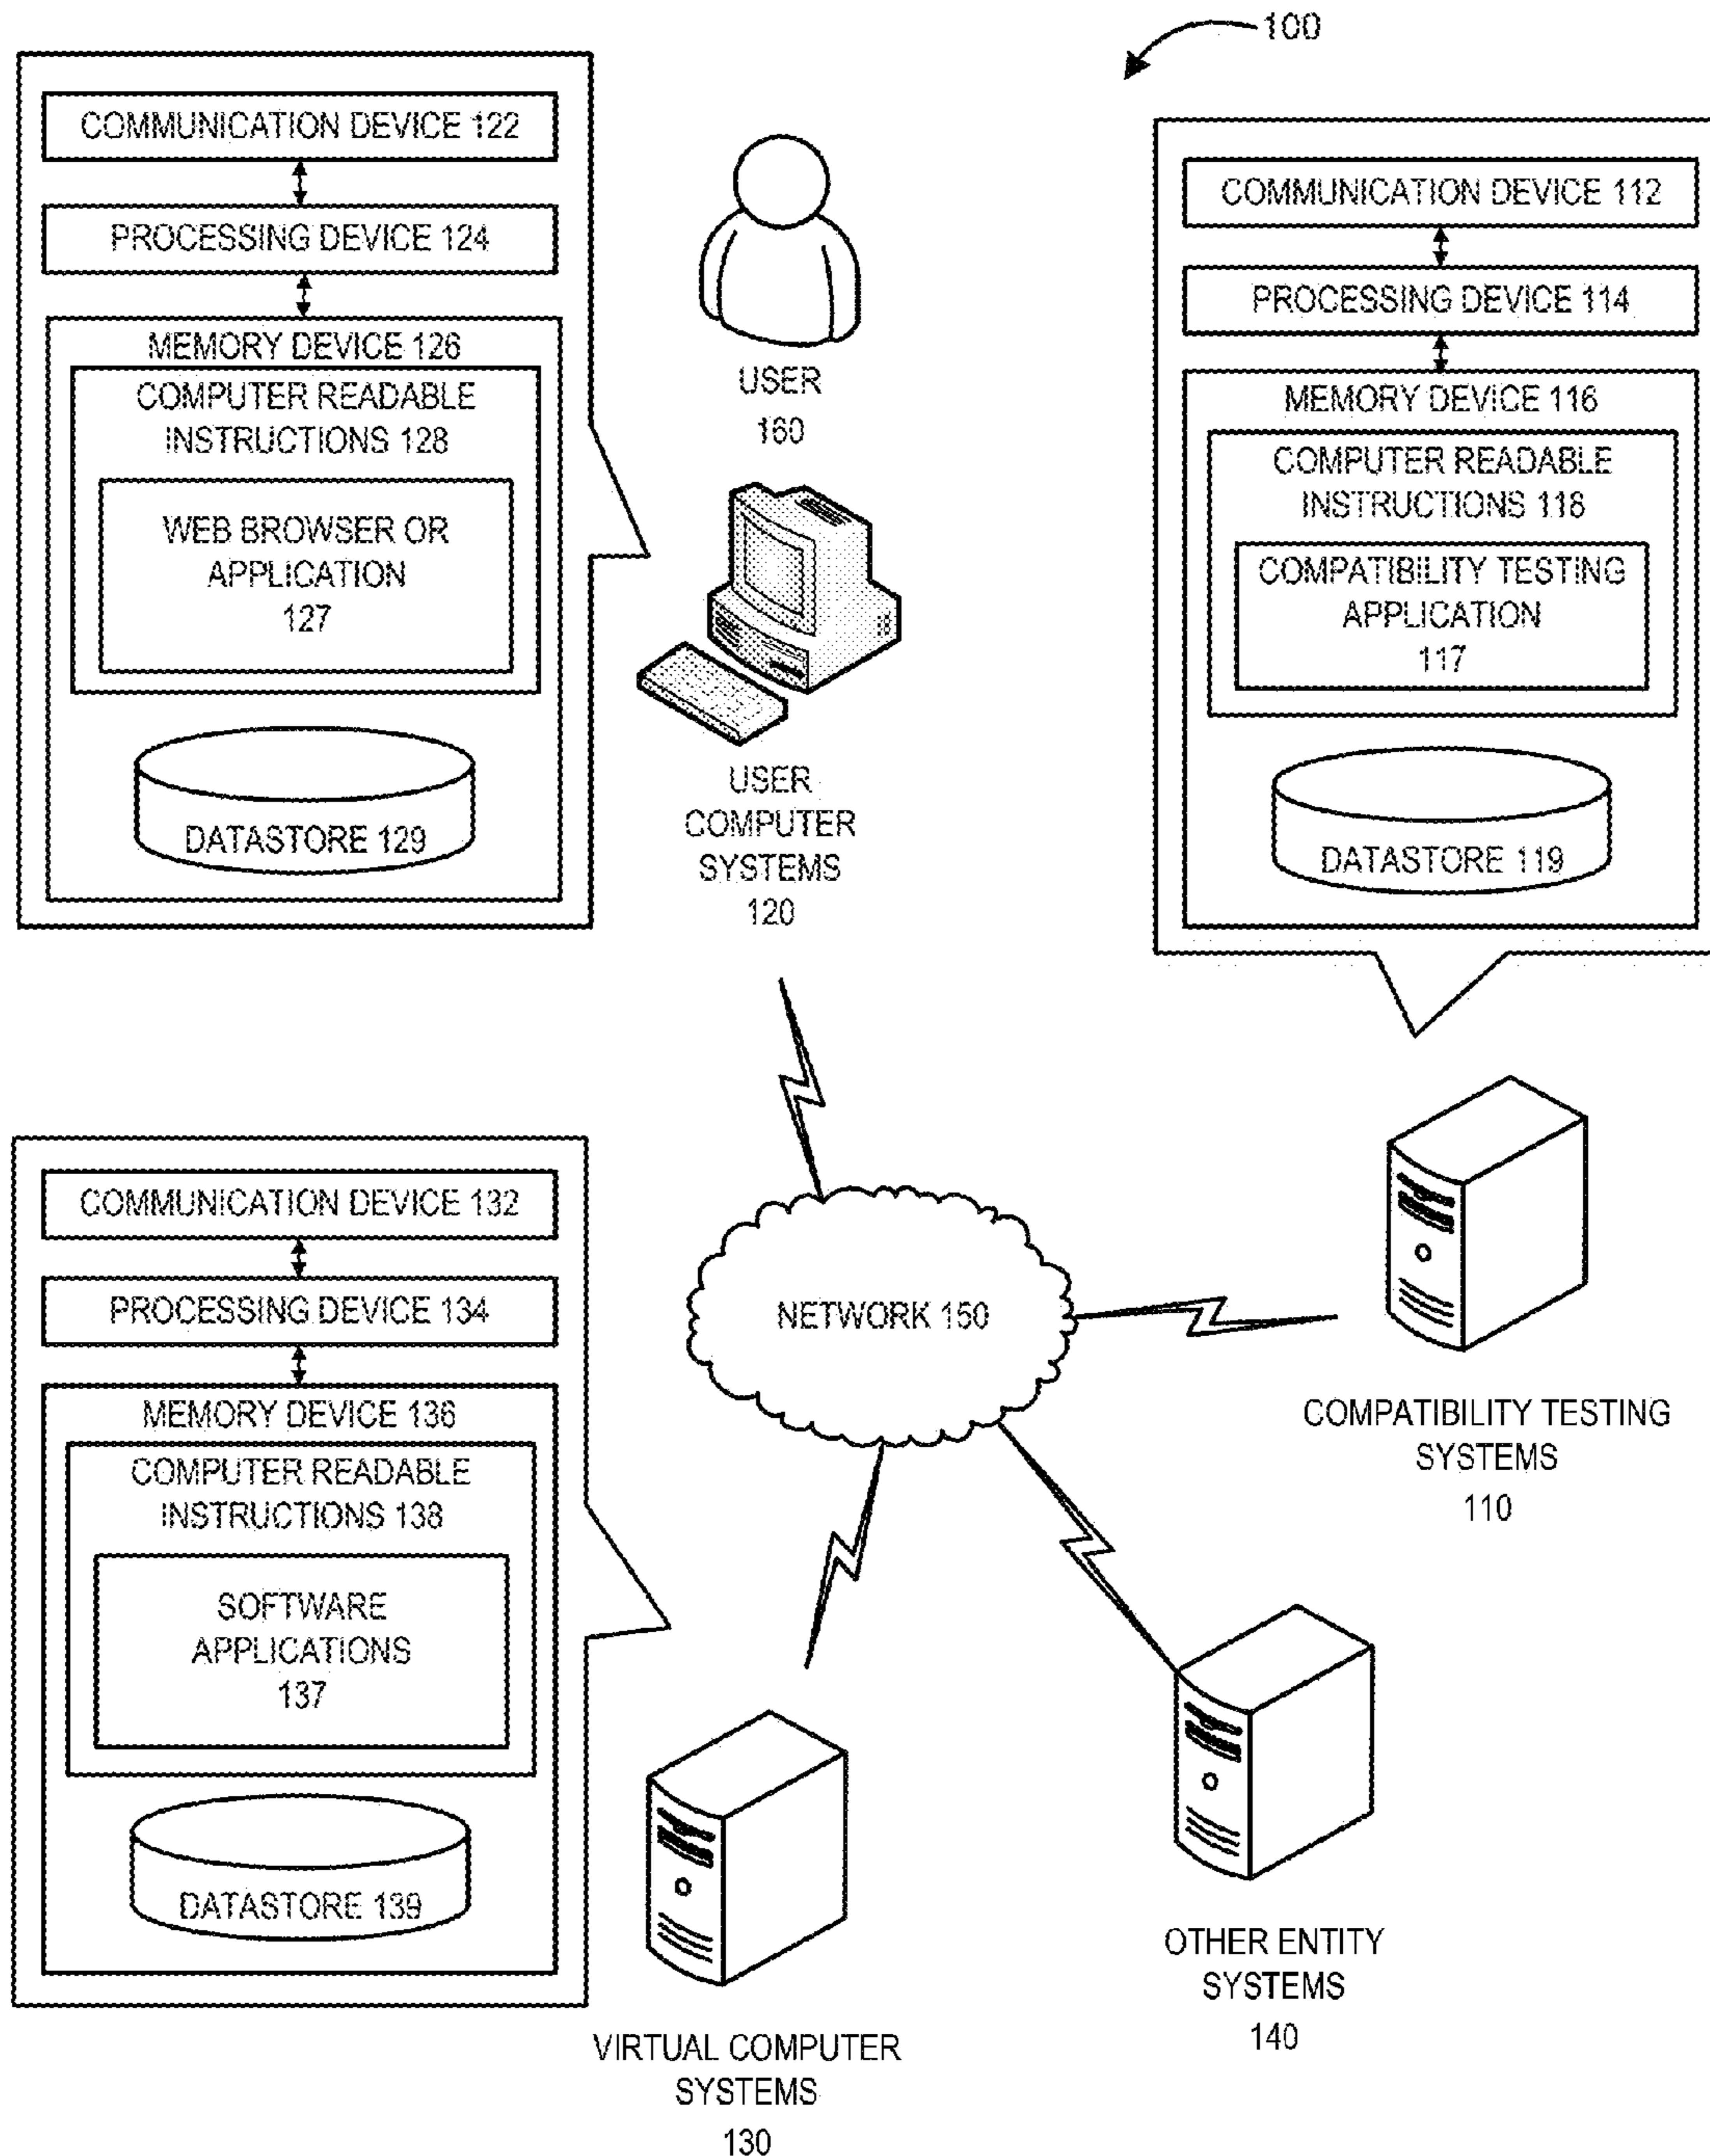 100
COMMUNICATION DEVICE 122
PROCESSING DEVICE 124
MEMORY DEVICE 126
COMPUTER READABLE
INSTRUCTIONS 128
WEB BROWSER OR
APPLICATION
127
DATASTORE 129
USER
160
USER
COMPUTER
SYSTEMS
120
COMMUNICATION DEVICE 112
PROCESSING DEVICE 114
MEMORY DEVICE 116
COMPUTER READABLE
INSTRUCTIONS 118
COMPATIBILITY TESTING
APPLICATION
117
DATASTORE 119
COMMUNICATION DEVICE 132
PROCESSING DEVICE 134
MEMORY DEVICE 136
COMPUTER READABLE
INSTRUCTIONS 138
SOFTWARE
APPLICATIONS
137
DATASTORE 139
NETWORK 150
COMPATIBILITY TESTING
SYSTEMS
110
OTHER ENTITY
SYSTEMS
140
VIRTUAL COMPUTER
SYSTEMS
130